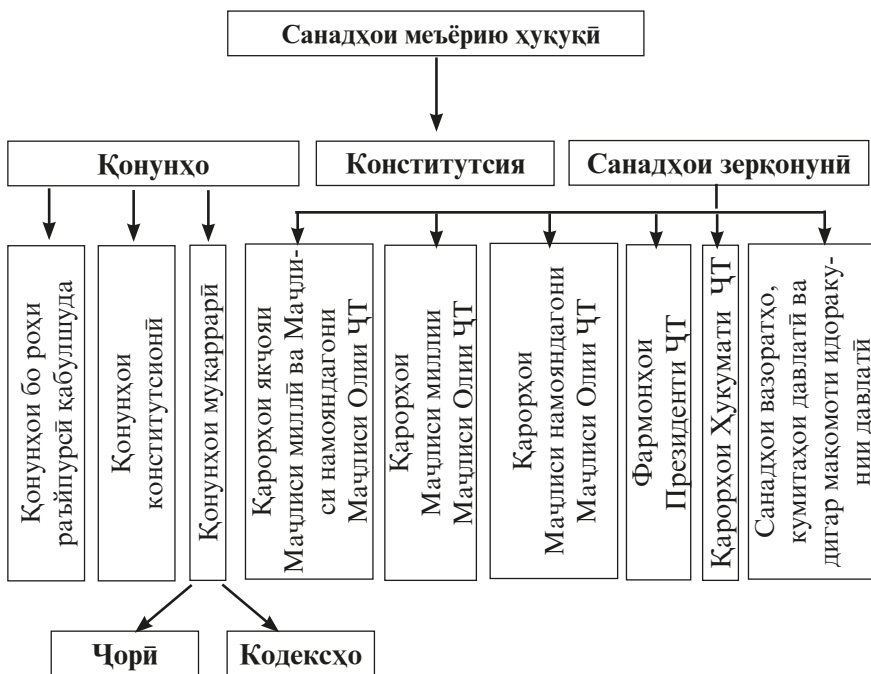 Санадҳои меъёрию ҳуқуқӣ
Қонунҳо
Конститутсия
Санадҳои зерқонунӣ
Қонунҳои бо роҳи
раъйпурсӣ қабулшуда
Қонунҳои
конститутсионӣ
Қонунҳои муқаррарӣ
Қарорҳои якҷояи
Маҷлиси миллӣ ва Маҷли-
си намояндагони
Маҷлиси Олии ҶТ
Қарорҳои
Маҷлиси миллии
Маҷлиси Олии ҶТ
Қарорҳои
Маҷлиси намояндагони
Маҷлиси Олии ҶТ
Фармонҳои
Президенти ҶТ
Қарорҳои Ҳукумати ҶТ
Санадҳои вазоратҳо,
кумитаҳои давлатӣ ва
дигар мақомоти идораку-
нии давлатӣ
Ҷорӣ
Кодексҳо